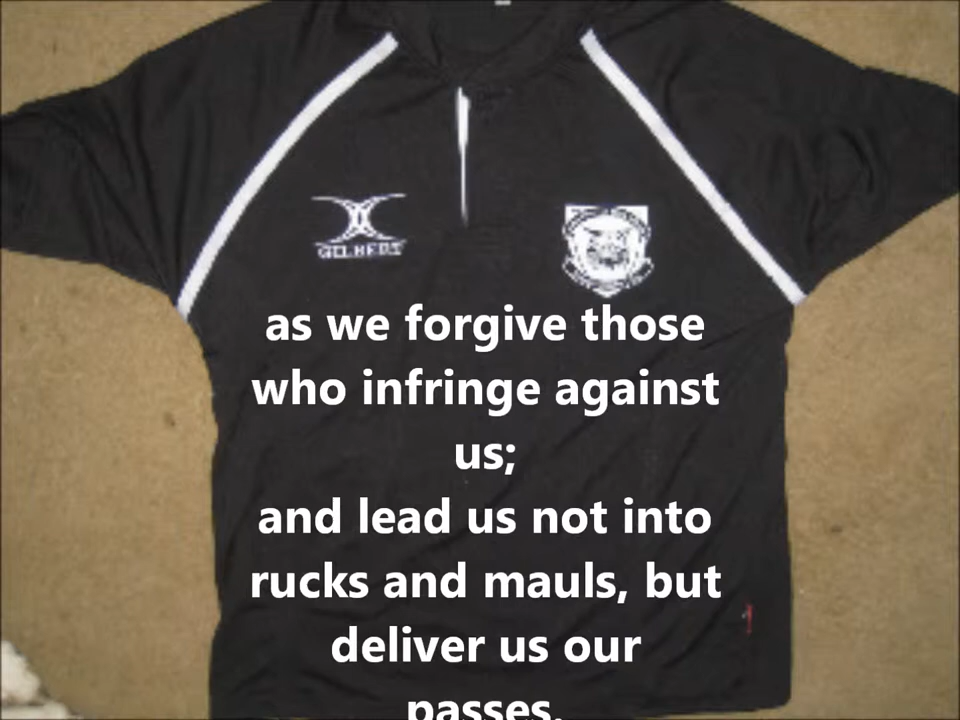 GILBERT
as we forgive those
who infringe against
us;
and lead us not into
rucks and mauls, but
deliver us our
passes.